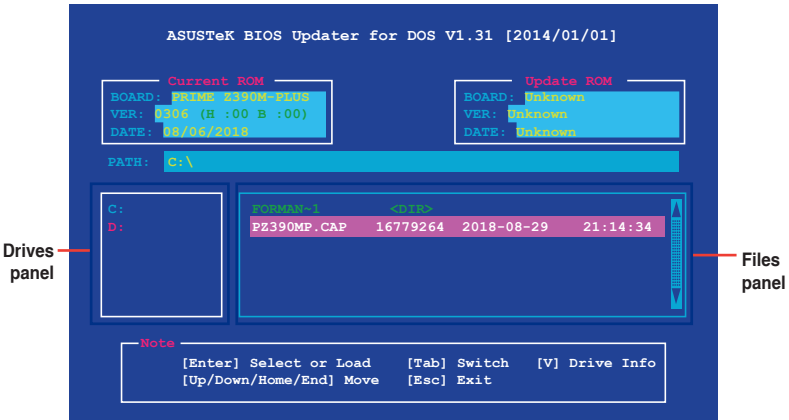 ASUSTeK BIOS Updater for DOS V1.31 [2014/01/01]
Current ROM
BOARD: PRIME Z390M-PLUS
VER: 0306 (H :00 B :00)
DATE: 08/06/2018
Update ROM
BOARD: Unknown
VER: Unknown
DATE: Unknown
PATH: C:\
C:
D:
FORMAN~1 <DIR>
PZ390MP.CAP 16779264 2018-08-29 21:14:34
Drives
panel
Files
panel
Note
[Enter] Select or Load [Tab] Switch [V] Drive Info
[Up/Down/Home/End] Move [Esc] Exit